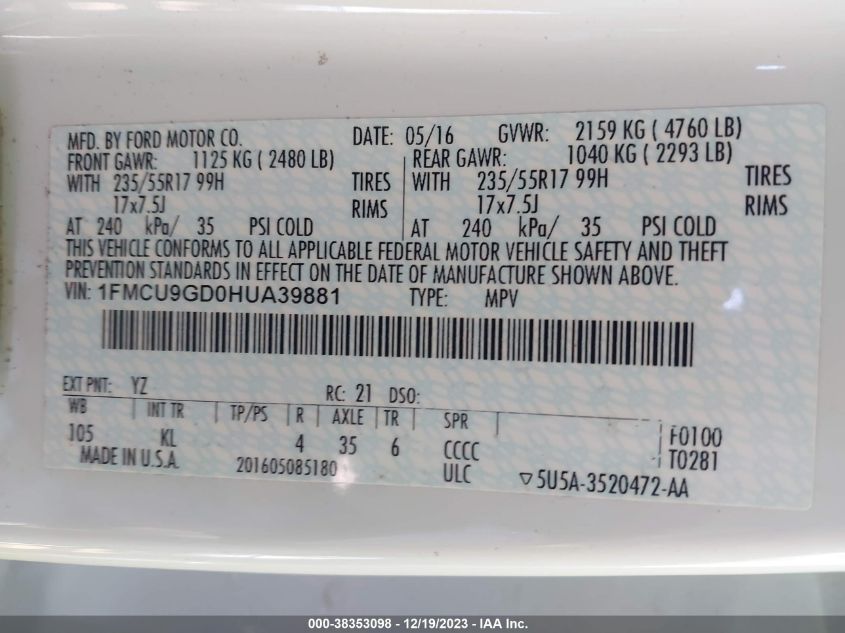 MFD. BY FORD MOTOR CO. DATE: 05/16 GVWR: 2159 KG ( 4760 LB)
FRONT GAWR: 1125 KG ( 2480 LB) REAR GAWR: 1040 KG ( 2293 LB)
WITH 235/55R17 99H TIRES WITH 235/55R17 99H TIRES
17x7.5J RIMS 17x7.5J RIMS
AT 240 kPa/ 35 PSI COLD AT 240 kPa/ 35 PSI COLD
THIS VEHICLE CONFORMS TO ALL APPLICABLE FEDERAL MOTOR VEHICLE SAFETY AND THEFT
PREVENTION STANDARDS IN EFFECT ON THE DATE OF MANUFACTURE SHOWN ABOVE.
VIN: 1FMCU9GD0HUA39881 TYPE: MPV
EXT PNT: YZ RC: 21 DSO:
WB INT TR TP/PS R AXLE TR SPR
105 KL 4 35 6 CCCC F0100
MADE IN U.S.A. 201605085180 ULC T0281
▽5U5A-3520472-AA
000-38353098 - 12/19/2023 - IAA Inc.